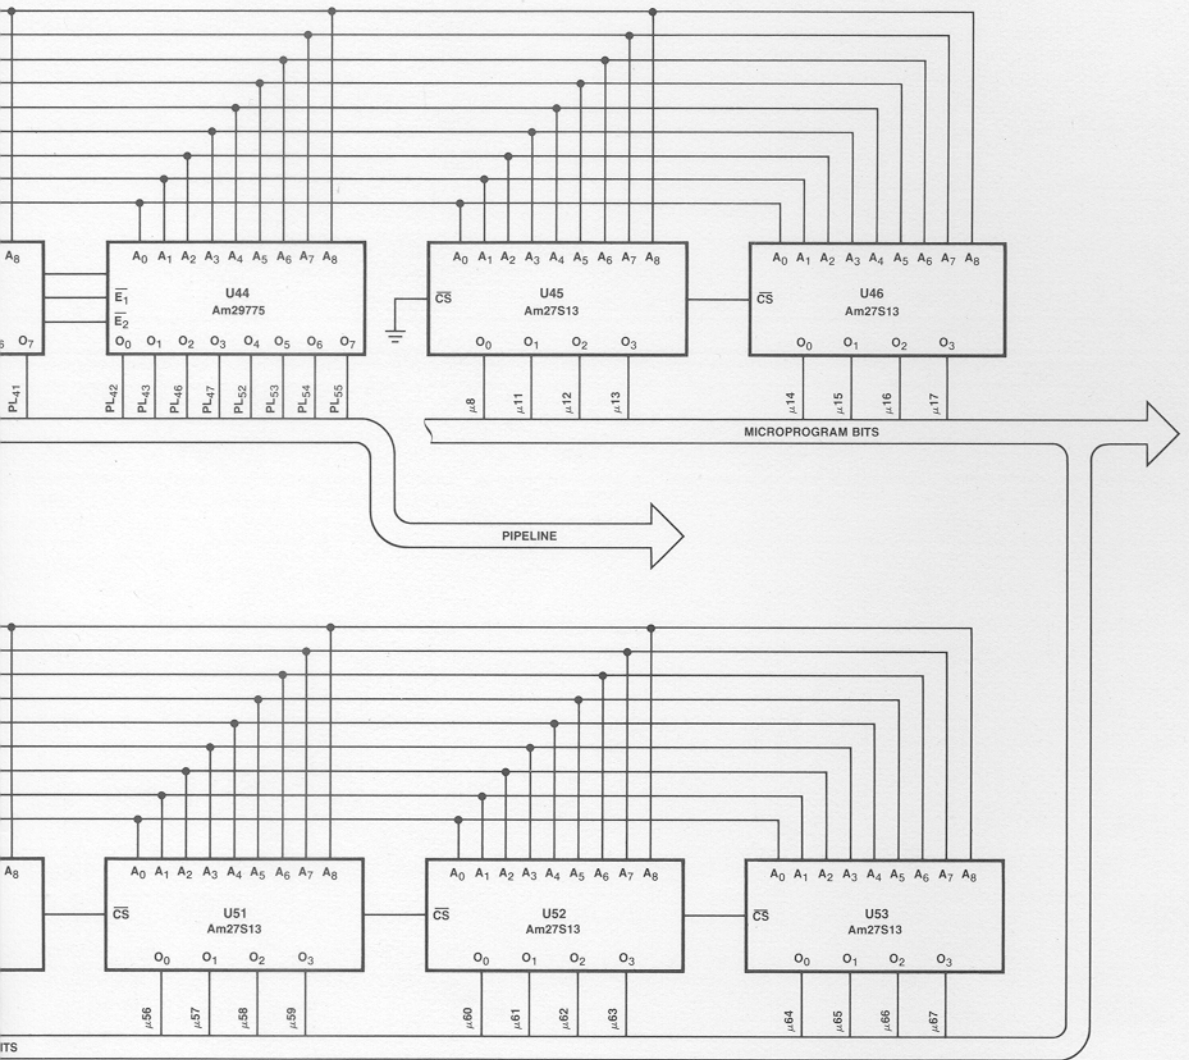 A8
A0 A1 A2 A3 A4 A5 A6 A7 A8
A0 A1 A2 A3 A4 A5 A6 A7 A8
A0 A1 A2 A3 A4 A5 A6 A7 A8
E1
E2
U44
Am29775
CS
U45
Am27S13
CS
U46
Am27S13
6 O7
O0 O1 O2 O3 O4 O5 O6 O7
O0 O1 O2 O3
O0 O1 O2 O3
PL41
PL42 PL43 PL46 PL47 PL52 PL53 PL54 PL55
μ8 μ11 μ12 μ13
μ14 μ15 μ16 μ17
MICROPROGRAM BITS
PIPELINE
A8
A0 A1 A2 A3 A4 A5 A6 A7 A8
A0 A1 A2 A3 A4 A5 A6 A7 A8
A0 A1 A2 A3 A4 A5 A6 A7 A8
CS
U51
Am27S13
CS
U52
Am27S13
CS
U53
Am27S13
O0 O1 O2 O3
O0 O1 O2 O3
O0 O1 O2 O3
μ56 μ57 μ58 μ59
μ60 μ61 μ62 μ63
μ64 μ65 μ66 μ67
ITS